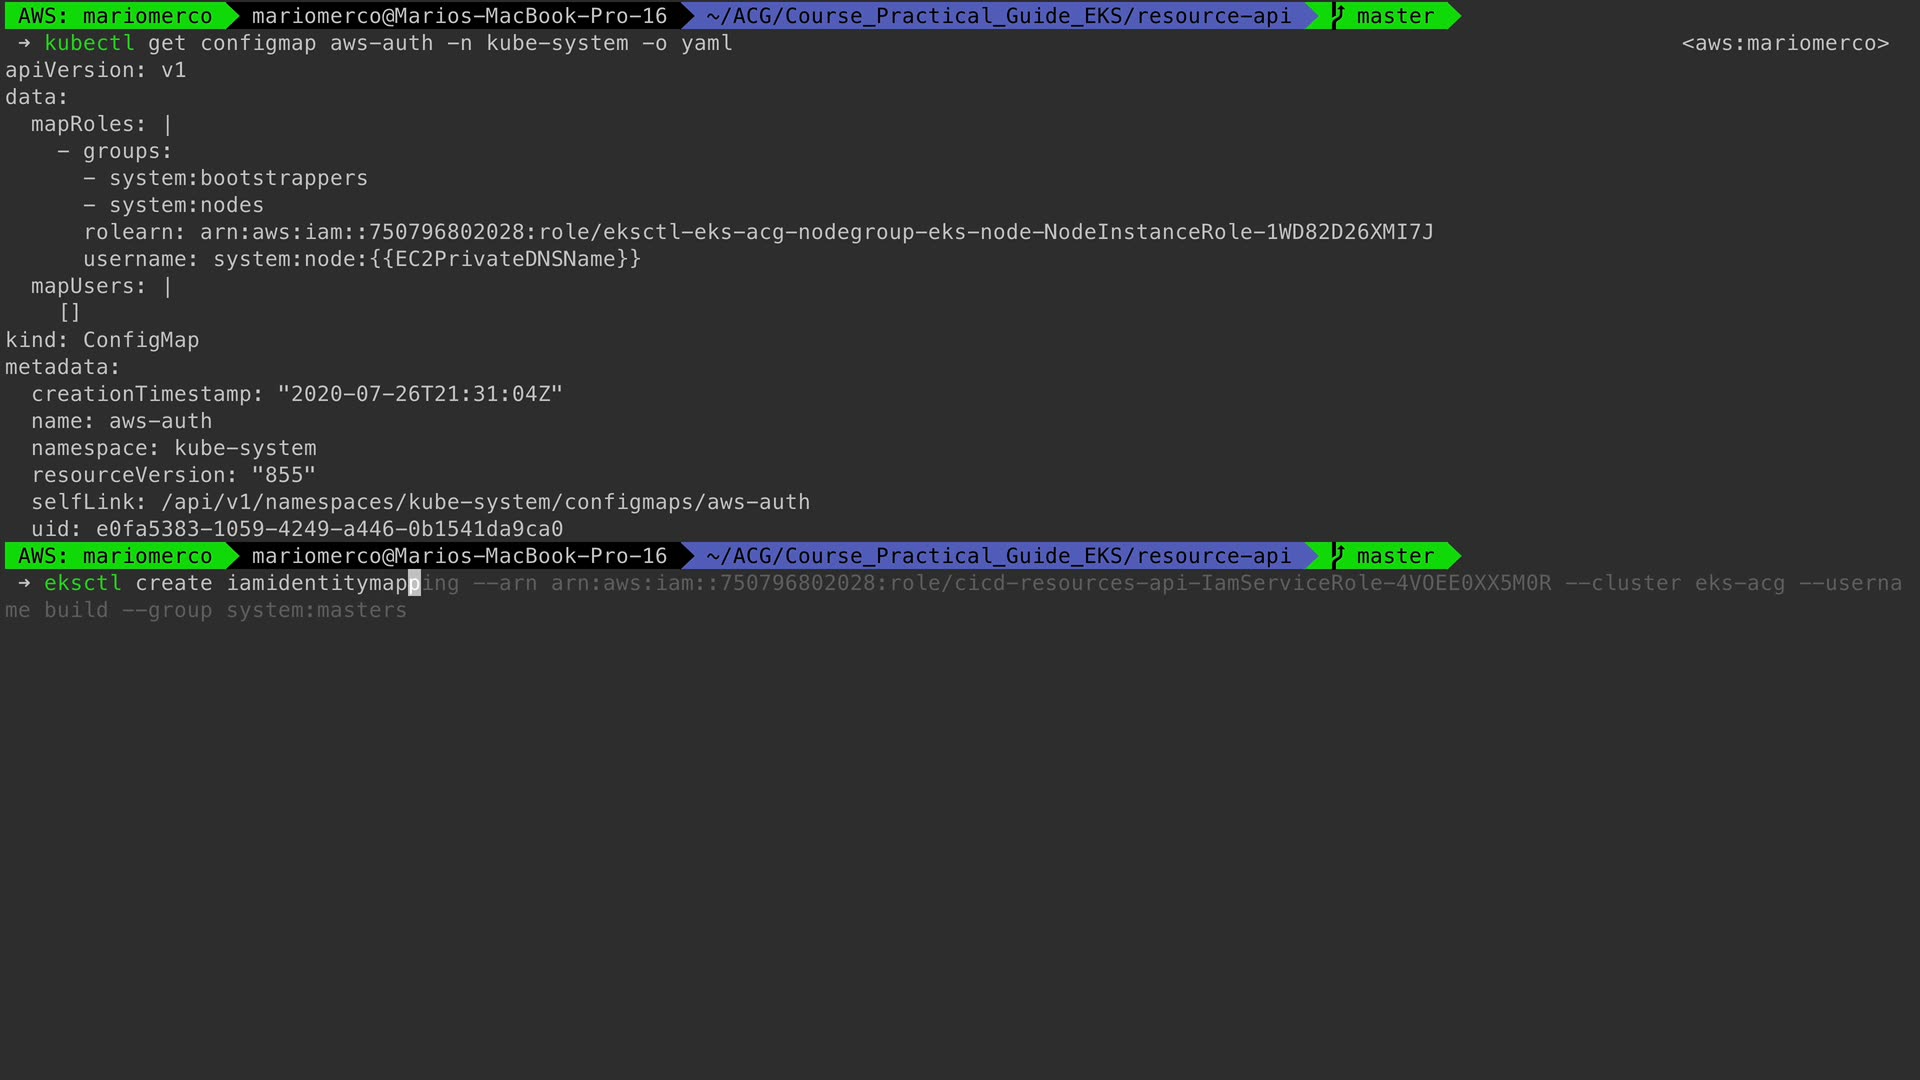 AWS: mariomerco mariomerco@Marios-MacBook-Pro-16 ~/ACG/Course_Practical_Guide_EKS/resource-api master
➜ kubectl get configmap aws-auth -n kube-system -o yaml <aws:mariomerco>
apiVersion: v1
data:
  mapRoles: |
    - groups:
      - system:bootstrappers
      - system:nodes
      rolearn: arn:aws:iam::750796802028:role/eksctl-eks-acg-nodegroup-eks-node-NodeInstanceRole-1WD82D26XMI7J
      username: system:node:{{EC2PrivateDNSName}}
  mapUsers: |
    []
kind: ConfigMap
metadata:
  creationTimestamp: "2020-07-26T21:31:04Z"
  name: aws-auth
  namespace: kube-system
  resourceVersion: "855"
  selfLink: /api/v1/namespaces/kube-system/configmaps/aws-auth
  uid: e0fa5383-1059-4249-a446-0b1541da9ca0
AWS: mariomerco mariomerco@Marios-MacBook-Pro-16 ~/ACG/Course_Practical_Guide_EKS/resource-api master
➜ eksctl create iamidentitymapping --arn arn:aws:iam::750796802028:role/cicd-resources-api-IamServiceRole-4VOEE0XX5M0R --cluster eks-acg --userna
me build --group system:masters